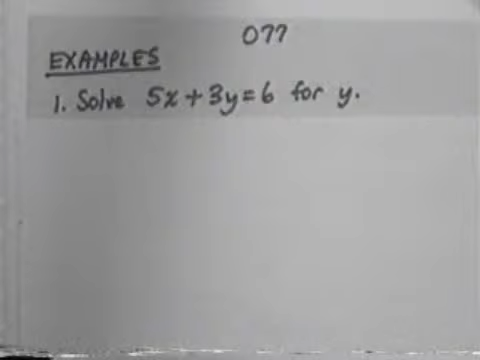 077
EXAMPLES
1. Solve 5x + 3y = 6 for y.